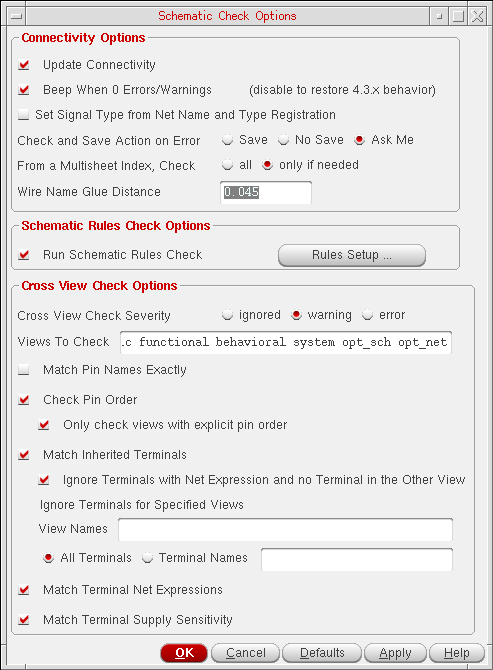 Schematic Check Options
Connectivity Options
Update Connectivity
Beep When 0 Errors/Warnings (disable to restore 4.3.x behavior)
Set Signal Type from Net Name and Type Registration
Check and Save Action on Error Save No Save Ask Me
From a Multisheet Index, Check all only if needed
Wire Name Glue Distance 0.045
Schematic Rules Check Options
Run Schematic Rules Check Rules Setup ...
Cross View Check Options
Cross View Check Severity ignored warning error
Views To Check .c functional behavioral system opt_sch opt_net
Match Pin Names Exactly
Check Pin Order
Only check views with explicit pin order
Match Inherited Terminals
Ignore Terminals with Net Expression and no Terminal in the Other View
Ignore Terminals for Specified Views
View Names
All Terminals Terminal Names
Match Terminal Net Expressions
Match Terminal Supply Sensitivity
OK Cancel Defaults Apply Help